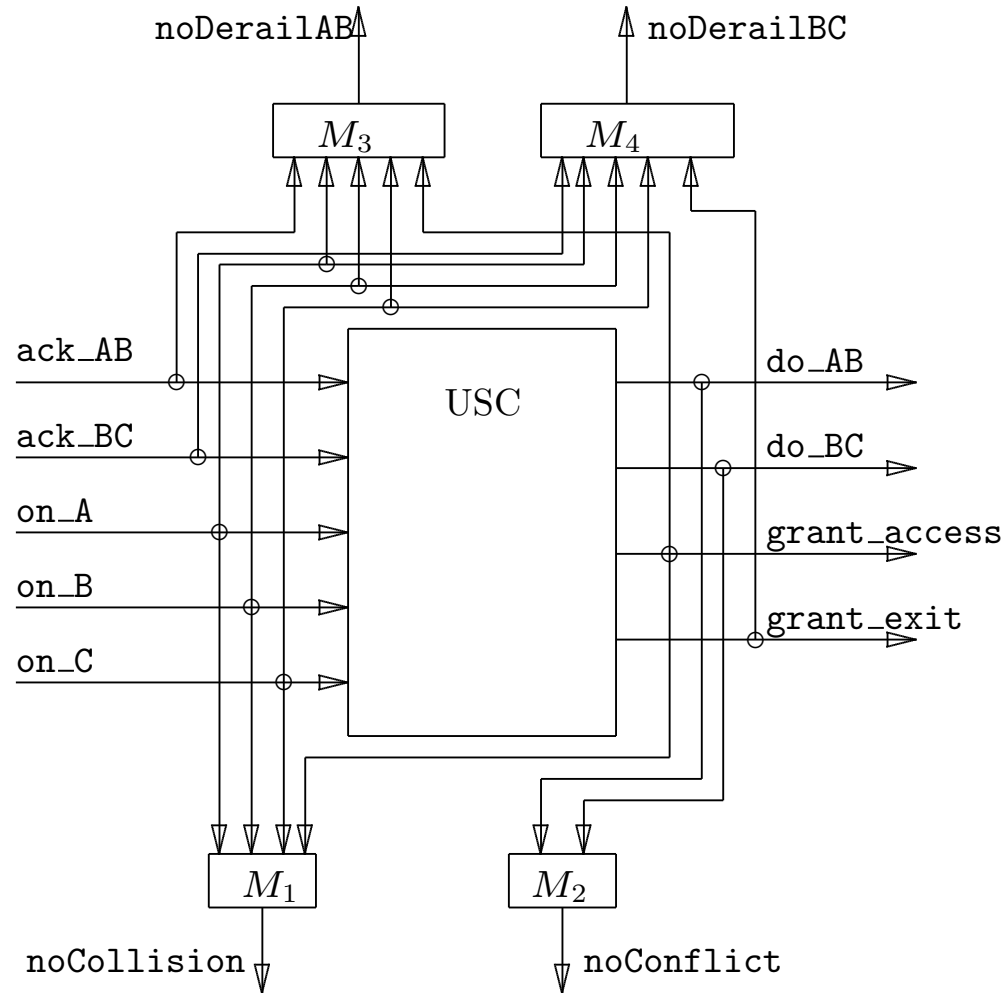 noDerailAB
noDerailBC
M3
M4
ack_AB
do_AB
USC
ack_BC
do_BC
on_A
grant_access
on_B
grant_exit
on_C
M1
M2
noCollision
noConflict